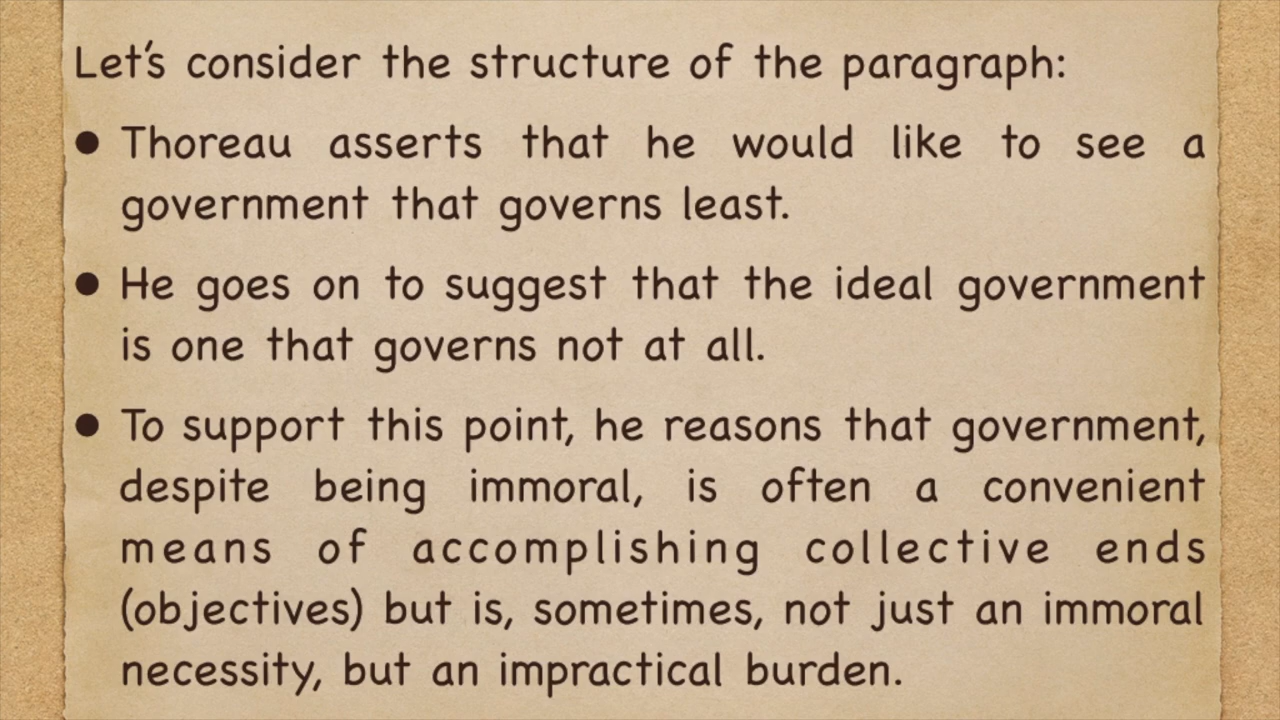 Let's consider the structure of the paragraph:
• Thoreau asserts that he would like to see a
government that governs least.
• He goes on to suggest that the ideal government
is one that governs not at all.
• To support this point, he reasons that government,
despite being immoral, is often a convenient
means of accomplishing collective ends
(objectives) but is, sometimes, not just an immoral
necessity, but an impractical burden.